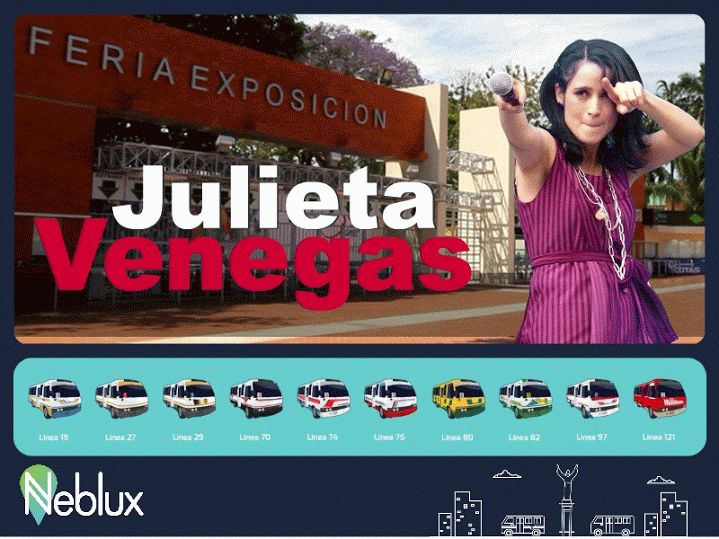 FERIA EXPOSICION
Julieta
Venegas
COTAS
Linea 19
Linea 27
Linea 29
Linea 70
Linea 74
Linea 75
Linea 80
Linea 82
Linea 97
Linea 121
Neblux